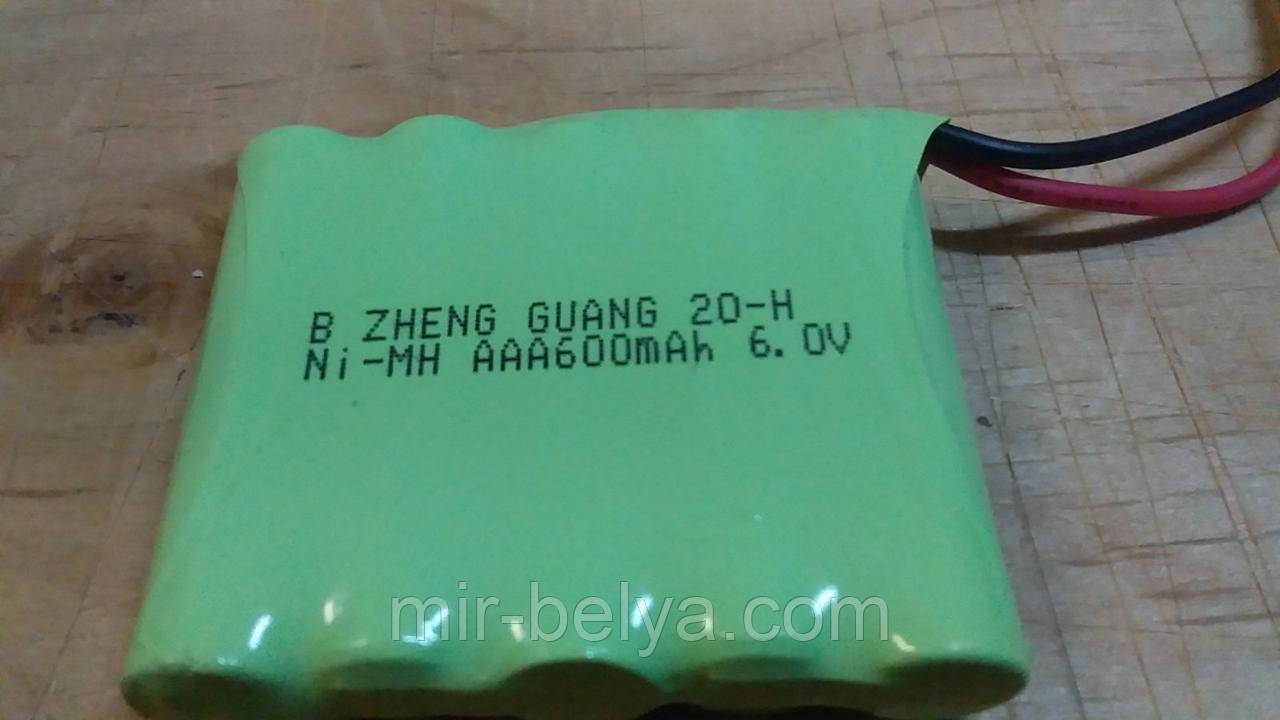 B ZHENG GUANG 20-H
Ni-MH AAA600mAh 6.0V
mir-belya.com